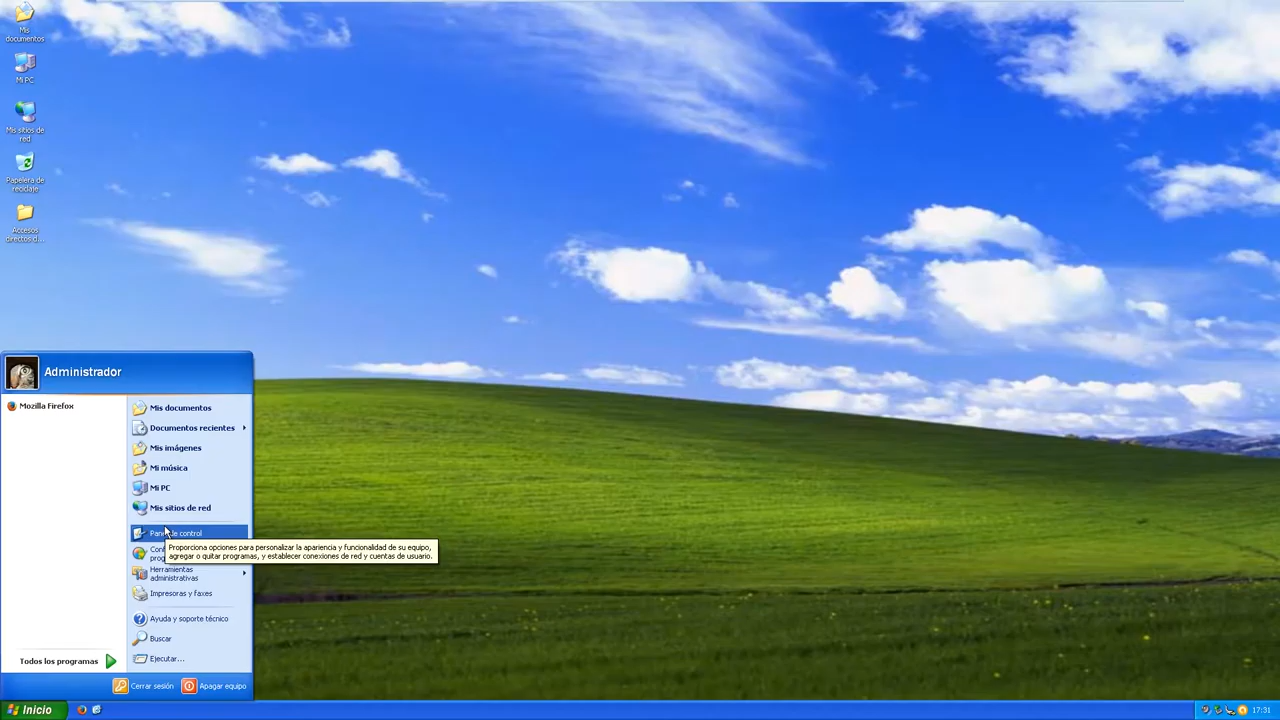 Mis
documentos
Mi PC
Mis sitios de
red
Papelera de
reciclaje
Accesos
directos d...
Administrador
Mozilla Firefox
Mis documentos
Documentos recientes
Mis imágenes
Mi música
Mi PC
Mis sitios de red
control
Proporciona opciones para personalizar la apariencia y funcionalidad de su equipo,
agregar o quitar programas, y establecer conexiones de red y cuentas de usuario.
Herramientas
administrativas
Impresoras y faxes
Ayuda y soporte técnico
Buscar
Ejecutar...
Todos los programas
Cerrar sesión
Apagar equipo
Inicio
17:31